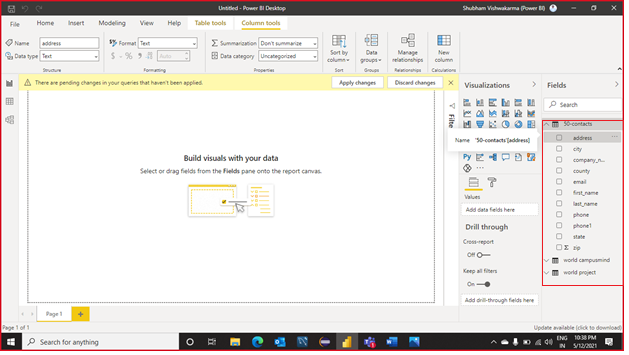 Untitled - Power BI Desktop
Shubham Vishwakarma (Power BI)
File Home Insert Modeling View Help Table tools Column tools
Name address
Data type Text
Structure
Format Text
$ % Auto
Formatting
Summarization Don't summarize
Data category Uncategorized
Properties
Sort by column
Sort
Data groups
Groups
Manage relationships
Relationships
New column
Calculations
There are pending changes in your queries that haven't been applied.
Apply changes
Discard changes
Build visuals with your data
Select or drag fields from the Fields pane onto the report canvas.
Filte
Visualizations
Name '50-contacts'[address]
Py
Values
Add data fields here
Drill through
Cross-report
Off
Keep all filters
On
Add drill-through fields here
Fields
Search
50-contacts
address
city
company_n...
county
email
first_name
last_name
phone
phone1
state
Σ zip
world campusmind
world project
Page 1
Page 1 of 1
Update available (click to download)
Search for anything
ENG
IN
10:38 PM
5/12/2021